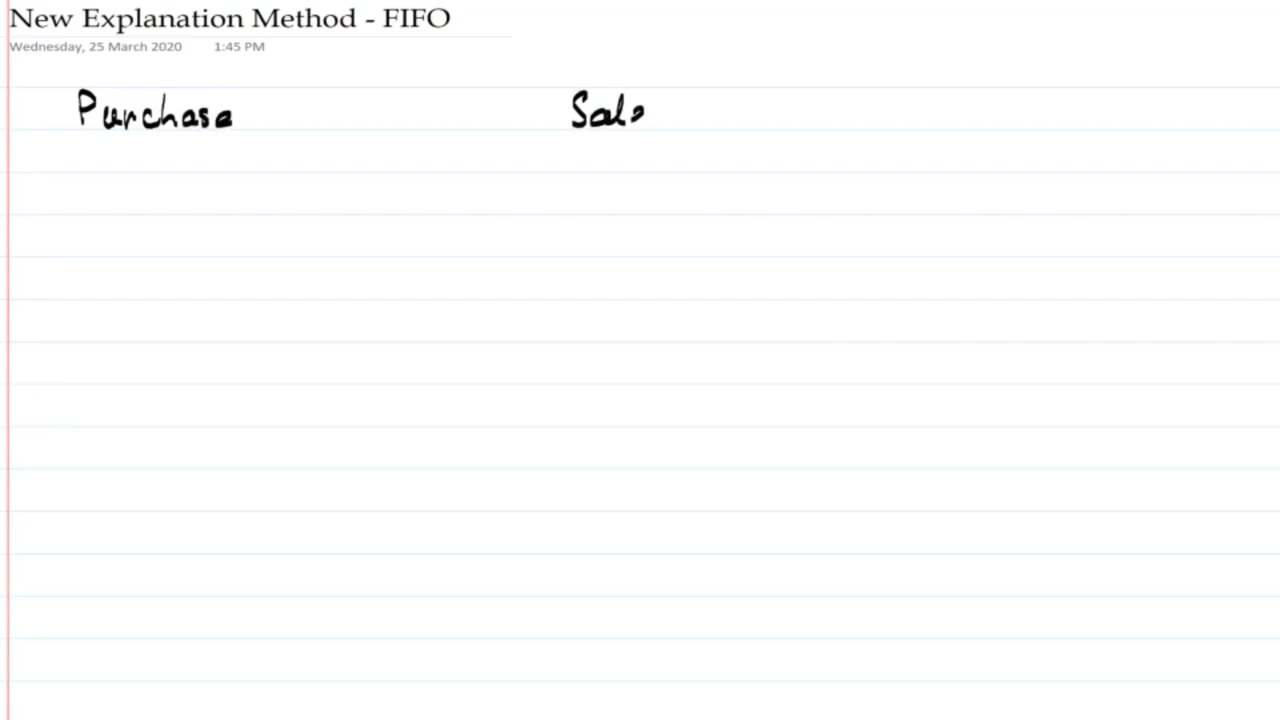 New Explanation Method - FIFO
Wednesday, 25 March 2020 1:45 PM
Purchase Sale